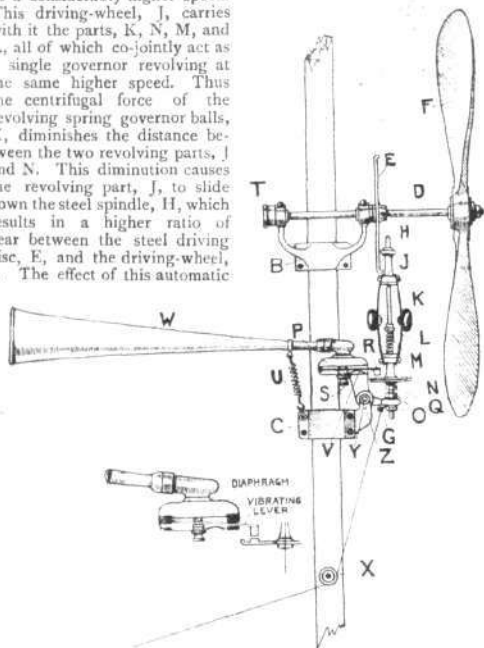 considerably higher
This driving-wheel, J, carries
with it the parts, K, N, M, and
, all of which co-jointly act as
single governor revolving at
he same higher speed. Thus
he centrifugal force of the
evolving spring governor balls,
, diminishes the distance be-
ween the two revolving parts, J
nd N. This diminution causes
he revolving part, J, to slide
own the steel spindle, H, which
esults in a higher ratio of
ear between the steel driving
isc, E, and the driving-wheel,
. The effect of this automatic
F
E
T
D
H
B
J
K
W
P
L
R
M
U
S
N
O
Q
C
G
V
Y
Z
DIAPHRAGM
VIBRATING
LEVER
X